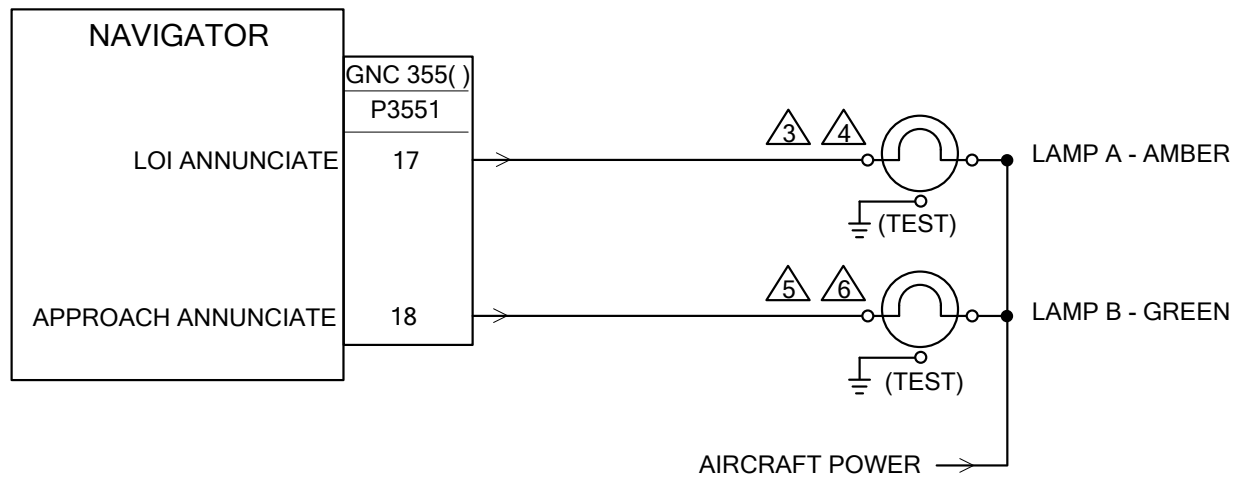 NAVIGATOR
GNC 355( )
P3551
LOI ANNUNCIATE
17
3
4
LAMP A - AMBER
(TEST)
APPROACH ANNUNCIATE
18
5
6
LAMP B - GREEN
(TEST)
AIRCRAFT POWER